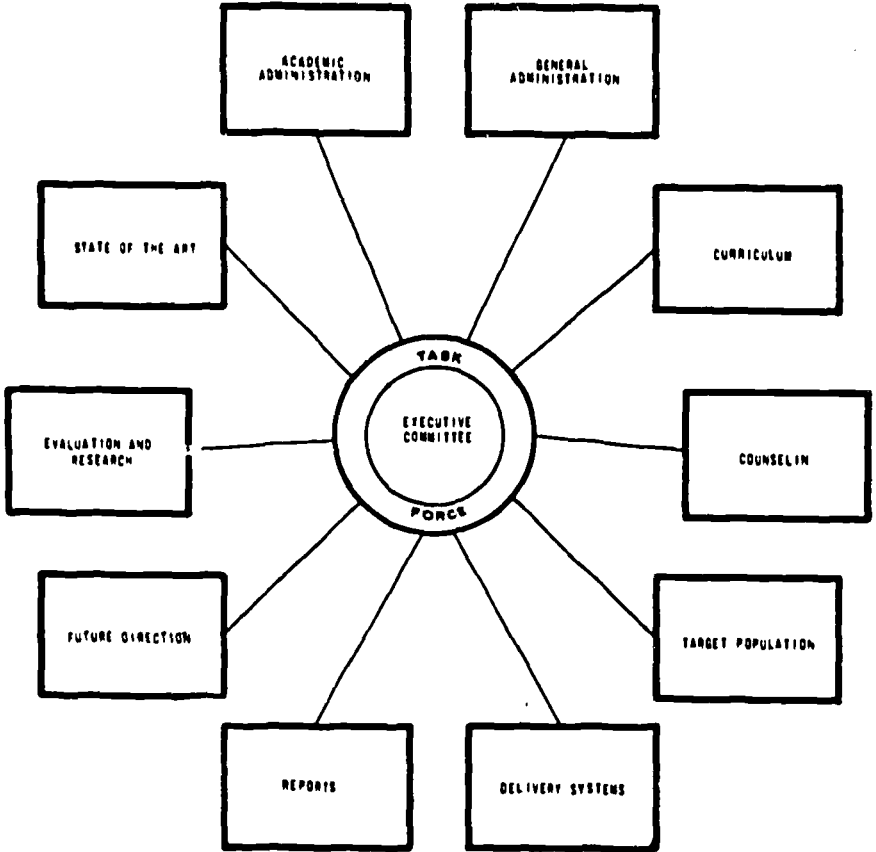 ACADEMIC
ADMINISTRATION
GENERAL
ADMINISTRATION
STATE OF THE ART
CURRICULUM
TASK
EXECUTIVE
COMMITTEE
FORCE
EVALUATION AND
RESEARCH
COUNSELIN
FUTURE DIRECTION
TARGET POPULATION
REPORTS
DELIVERY SYSTEMS